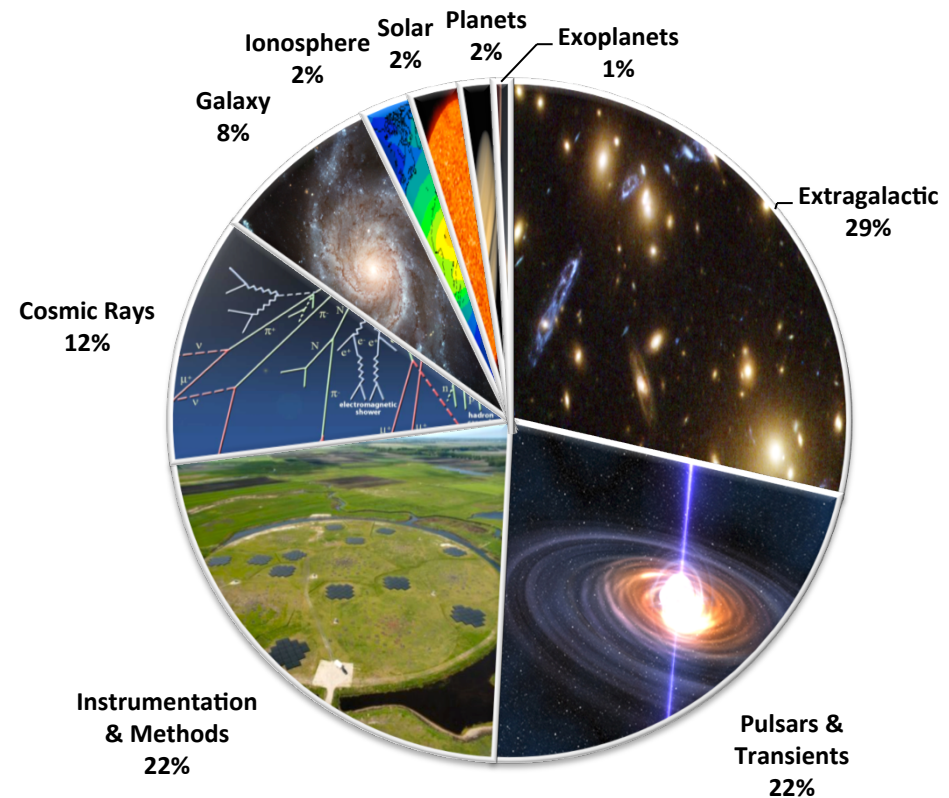 Planets
2%
Solar
2%
Ionosphere
2%
Exoplanets
1%
Galaxy
8%
Extragalactic
29%
Cosmic Rays
12%
N
π-
π+
N
e+
e-
e+
ν
μ+
ν
π-
electromagnetic
shower
n
hadron
μ+
π
Instrumentation
& Methods
22%
Pulsars &
Transients
22%